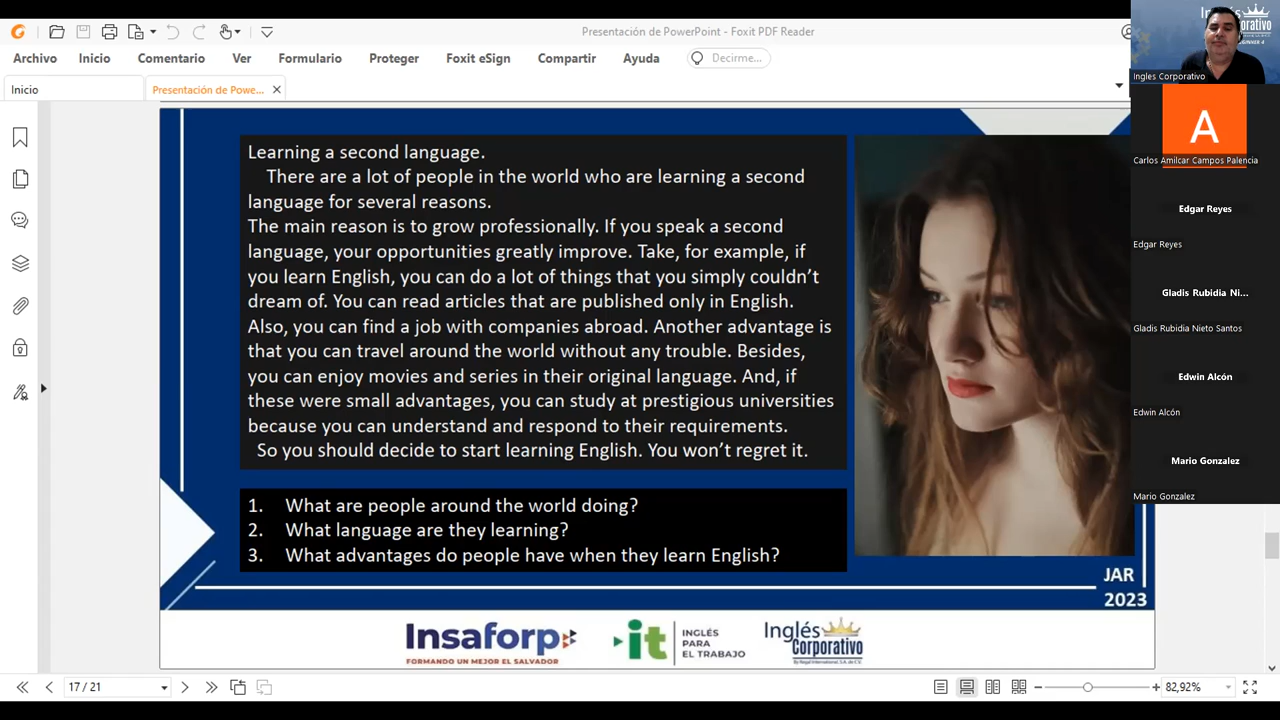 Presentación de PowerPoint - Foxit PDF Reader
Archivo Inicio Comentario Ver Formulario Proteger Foxit eSign Compartir Ayuda Decirme...
Inicio Presentación de Powe...
Learning a second language.
There are a lot of people in the world who are learning a second
language for several reasons.
The main reason is to grow professionally. If you speak a second
language, your opportunities greatly improve. Take, for example, if
you learn English, you can do a lot of things that you simply couldn't
dream of. You can read articles that are published only in English.
Also, you can find a job with companies abroad. Another advantage is
that you can travel around the world without any trouble. Besides,
you can enjoy movies and series in their original language. And, if
these were small advantages, you can study at prestigious universities
because you can understand and respond to their requirements.
So you should decide to start learning English. You won't regret it.
1. What are people around the world doing?
2. What language are they learning?
3. What advantages do people have when they learn English?
JAR
2023
Insaforp
FORMANDO UN MEJOR EL SALVADOR
it
INGLÉS
PARA
EL TRABAJO
Inglés
Corporativo
By Regal International, S.A. de C.V.
17 / 21
82,92%
Ingles Corporativo
A
Carlos Amilcar Campos Palencia
Edgar Reyes
Edgar Reyes
Gladis Rubidia Ni...
Gladis Rubidia Nieto Santos
Edwin Alcón
Edwin Alcón
Mario Gonzalez
Mario Gonzalez